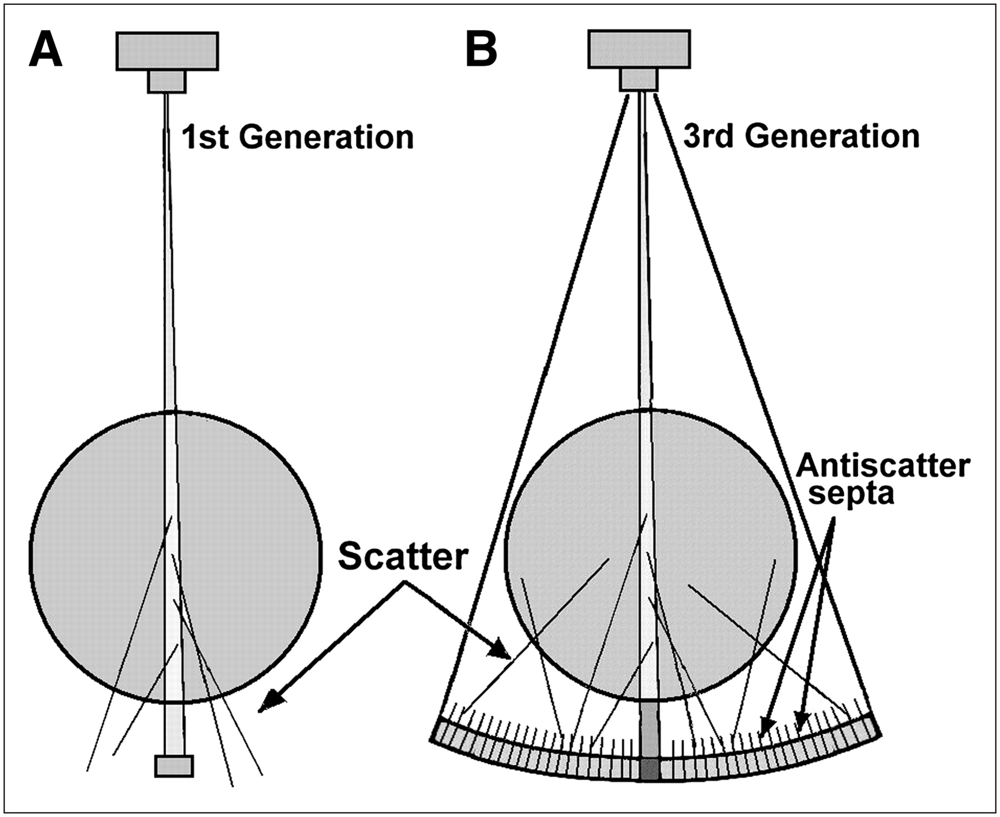 A
B
1st Generation
3rd Generation
Antiscatter
septa
Scatter